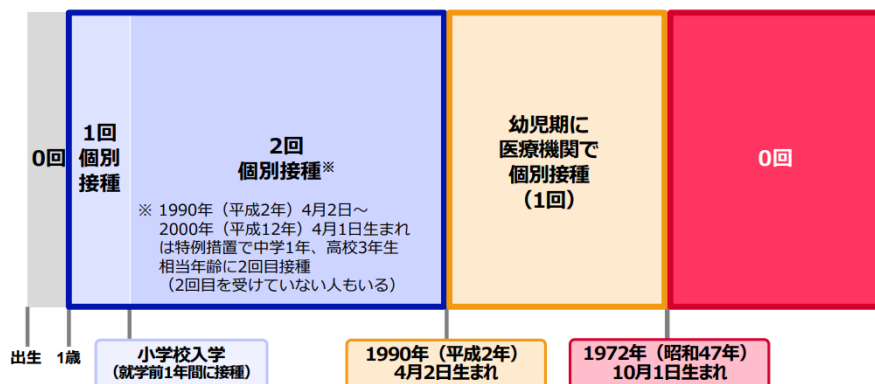 0回
1回
個別
接種
2回
個別接種※
※ 1990年（平成2年）4月2日～
2000年（平成12年）4月1日生まれ
は特例措置で中学1年、高校3年生
相当年齢に2回目接種
（2回目を受けていない人もいる）
幼児期に
医療機関で
個別接種
（1回）
0回
出生
1歳
小学校入学
（就学前1年間に接種）
1990年（平成2年）
4月2日生まれ
1972年（昭和47年）
10月1日生まれ